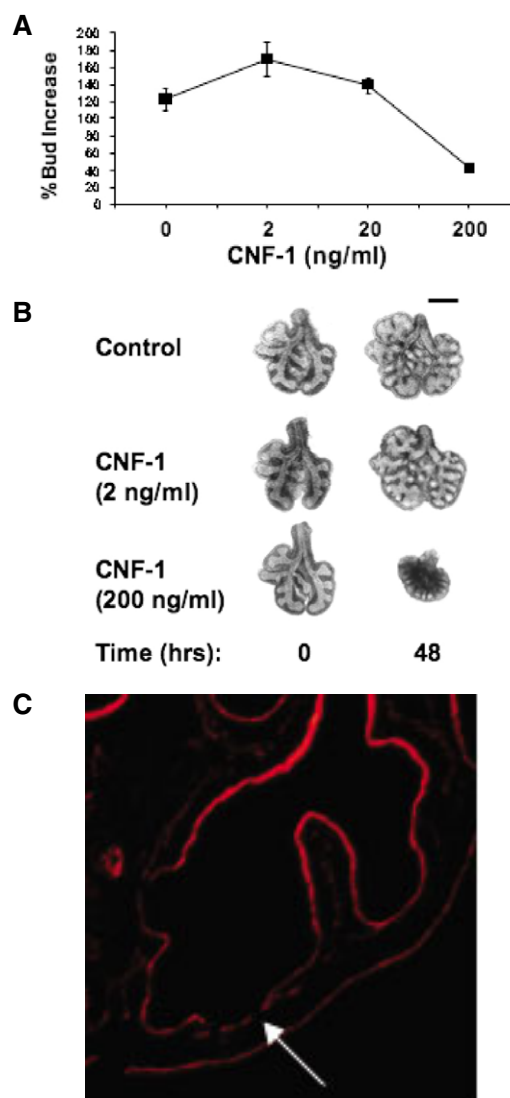 A
200
180
160
140
120
100
80
60
40
20
0
% Bud Increase
0 2 20 200
CNF-1 (ng/ml)
B
Control
CNF-1
(2 ng/ml)
CNF-1
(200 ng/ml)
Time (hrs): 0 48
C